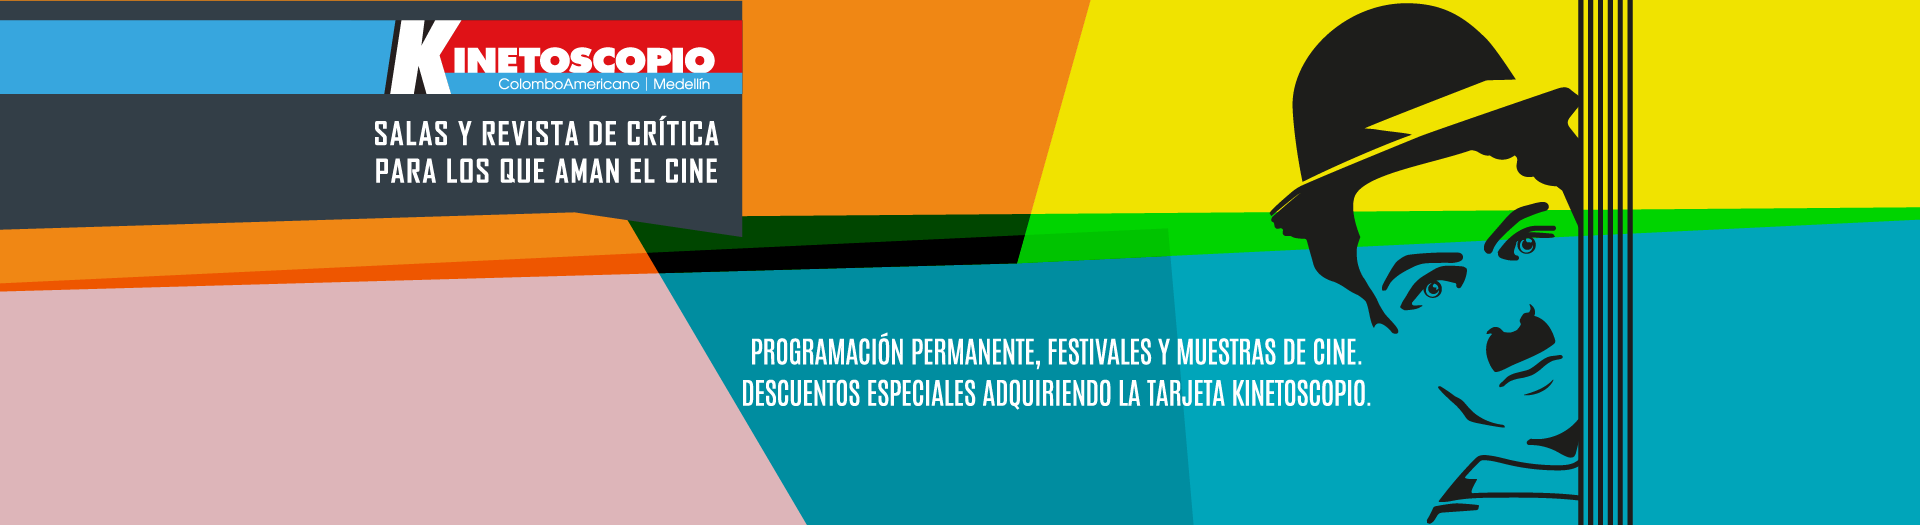 KINETOSCOPIO
ColomboAmericano | Medellín
SALAS Y REVISTA DE CRÍTICA
PARA LOS QUE AMAN EL CINE
PROGRAMACIÓN PERMANENTE, FESTIVALES Y MUESTRAS DE CINE.
DESCUENTOS ESPECIALES ADQUIRIENDO LA TARJETA KINETOSCOPIO.